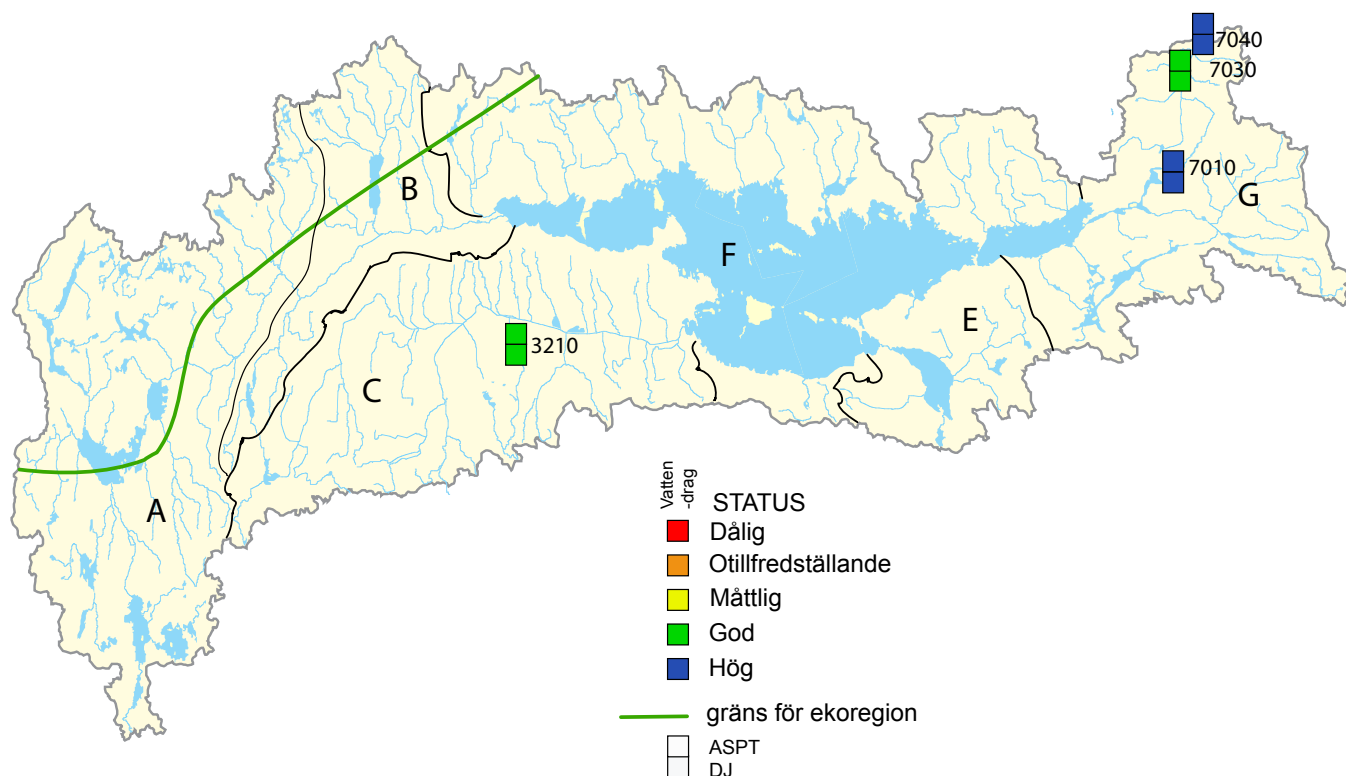 7040
7030
7010
G
B
F
E
3210
C
A
Vatten
-drag
STATUS
Dålig
Otillfredställande
Måttlig
God
Hög
gräns för ekoregion
ASPT
DJ